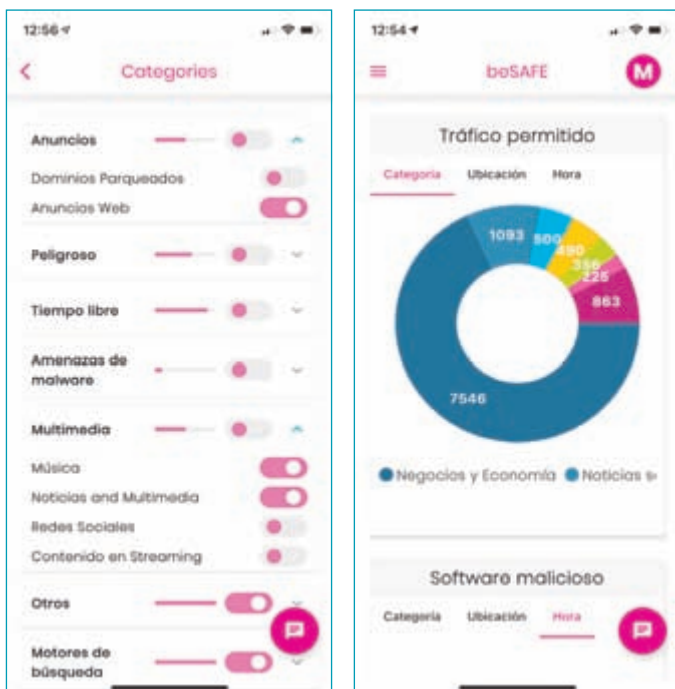 12:56
Categories
Anuncios
Dominios Parqueados
Anuncios Web
Peligroso
Tiempo libre
Amenazas de
malware
Multimedia
Música
Noticias and Multimedia
Redes Sociales
Contenido en Streaming
Otros
Motores de
búsqueda
12:54
beSAFE
M
Tráfico permitido
Categoría Ubicación Hora
1093
500
490
356
225
863
7546
Negocios y Economía Noticias
Software malicioso
Categoría Ubicación Hora